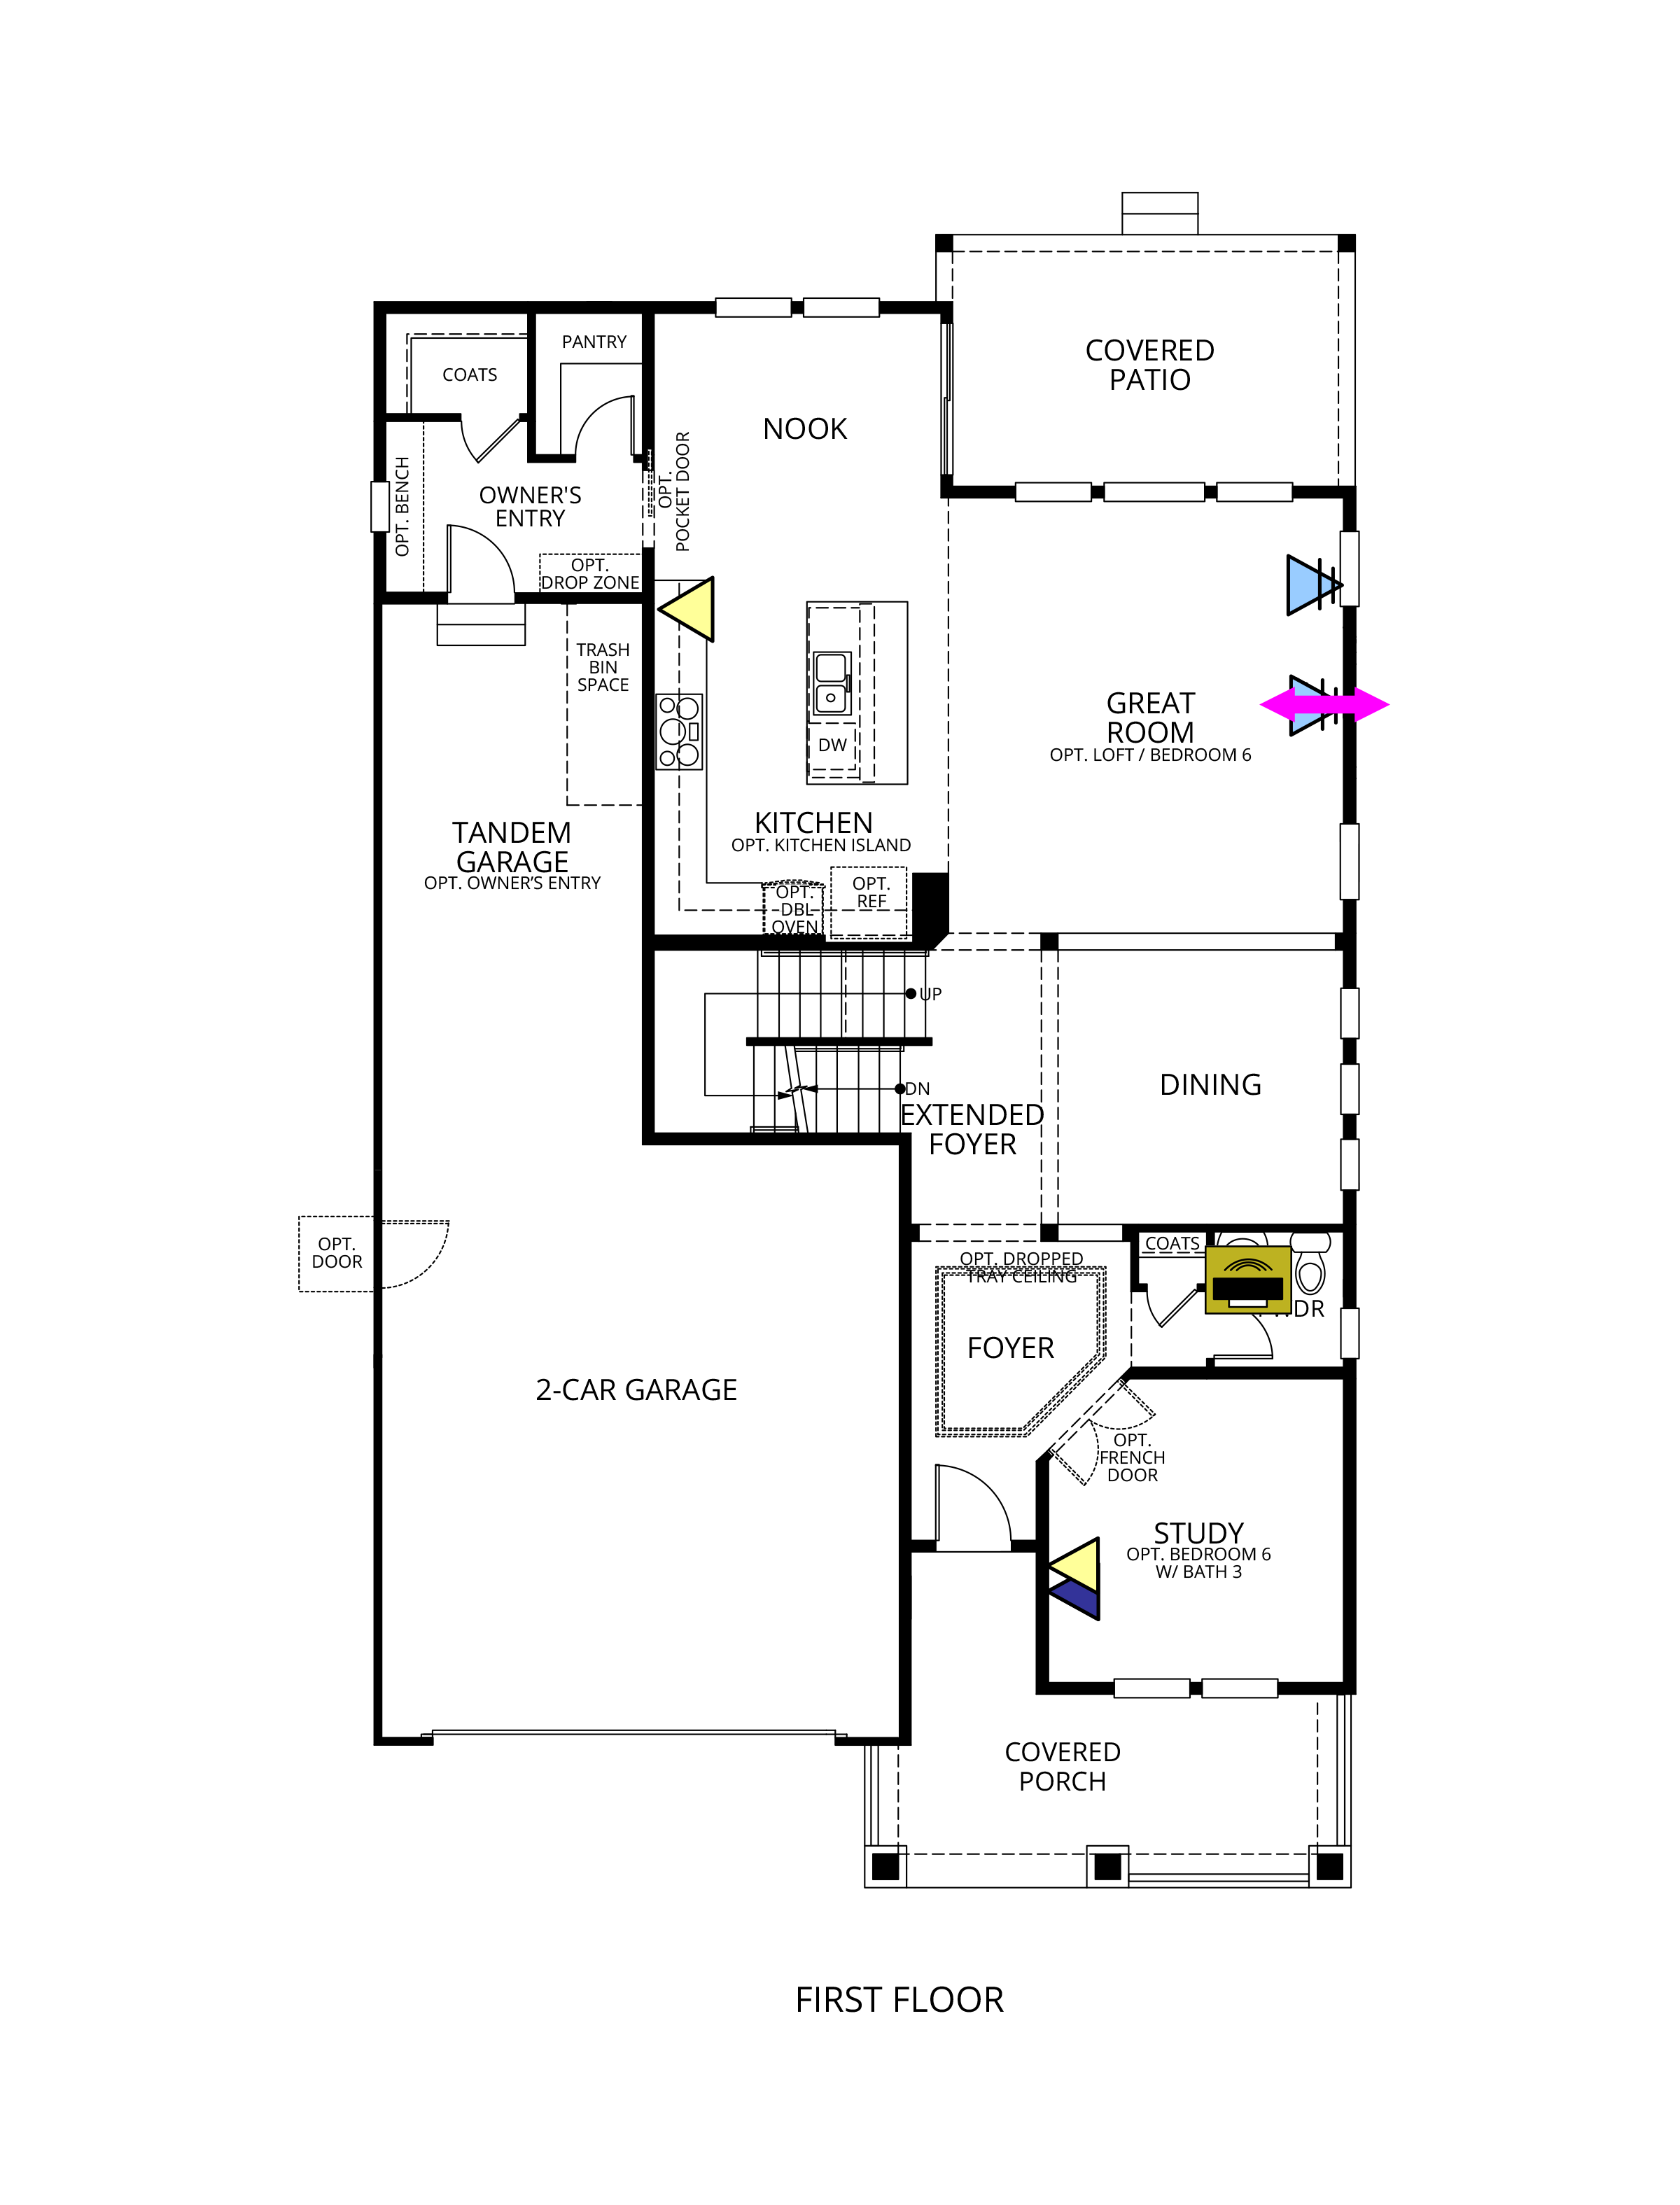 COVERED
PATIO
PANTRY
COATS
NOOK
OPT.
POCKET DOOR
OPT. BENCH
OWNER'S
ENTRY
OPT.
DROP ZONE
TRASH
BIN
SPACE
GREAT
ROOM
OPT. LOFT / BEDROOM 6
DW
KITCHEN
OPT. KITCHEN ISLAND
TANDEM
GARAGE
OPT. OWNER'S ENTRY
OPT.
DBL
OVEN
OPT.
REF
UP
DN
EXTENDED
FOYER
DINING
OPT.
DOOR
COATS
OPT. DROPPED
TRAY CEILING
FOYER
2-CAR GARAGE
OPT.
FRENCH
DOOR
STUDY
OPT. BEDROOM 6
W/ BATH 3
COVERED
PORCH
FIRST FLOOR